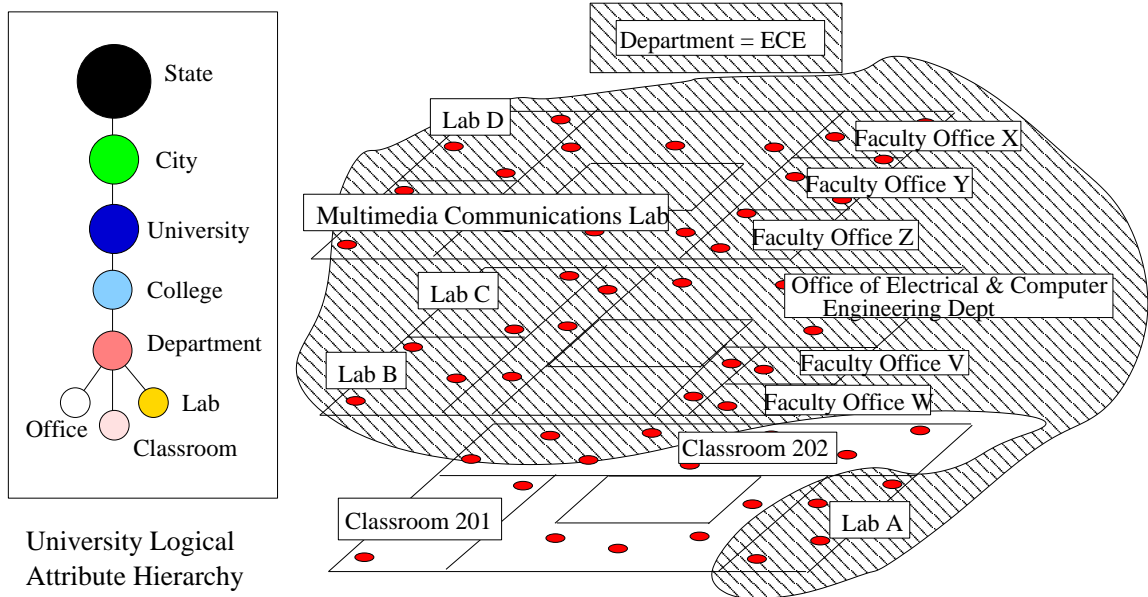 State
City
University
College
Department
Office
Lab
Classroom
University Logical
Attribute Hierarchy
Department = ECE
Lab D
Faculty Office X
Faculty Office Y
Multimedia Communications Lab
Faculty Office Z
Lab C
Office of Electrical & Computer
Engineering Dept
Lab B
Faculty Office V
Faculty Office W
Classroom 202
Classroom 201
Lab A